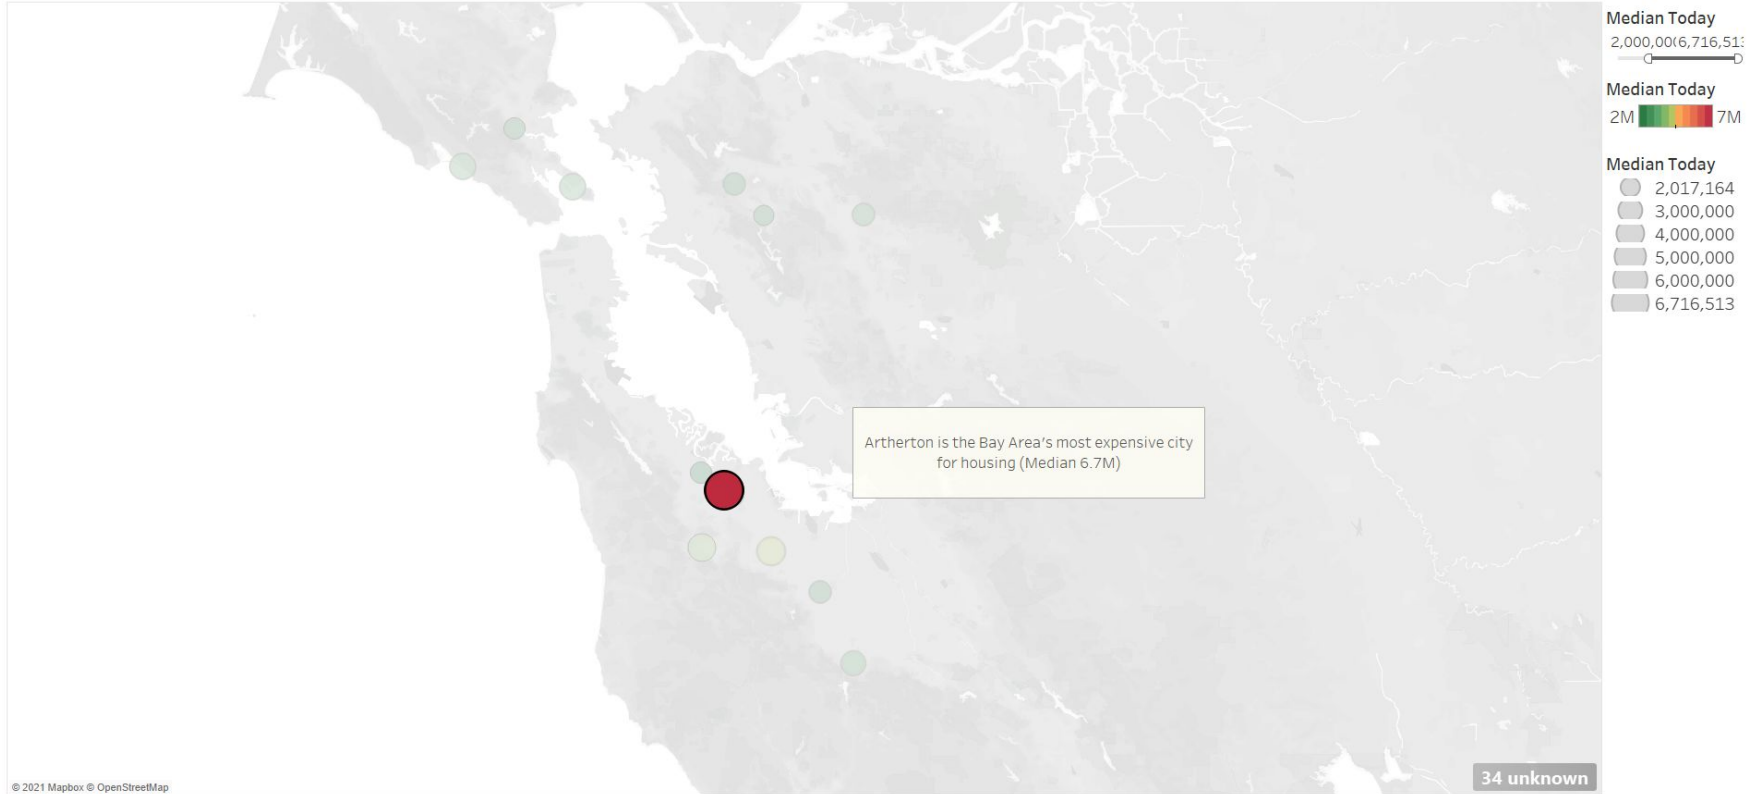 Median Today
2,000,00(6,716,513
Median Today
2M 7M
Median Today
2,017,164
3,000,000
4,000,000
5,000,000
6,000,000
6,716,513
Artherton is the Bay Area's most expensive city
for housing (Median 6.7M)
34 unknown
© 2021 Mapbox © OpenStreetMap